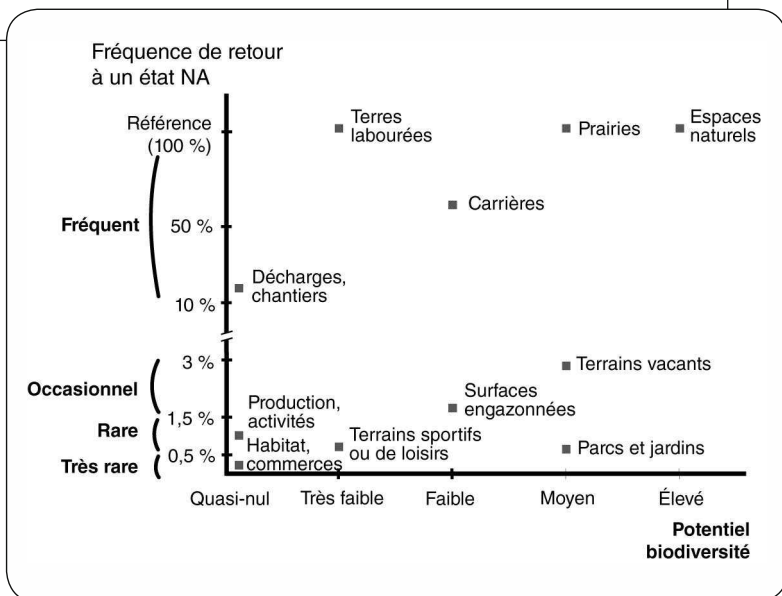 Fréquence de retour
à un état NA
Référence
(100 %)
Terres
labourées
Prairies
Espaces
naturels
Fréquent
50 %
Carrières
Décharges,
chantiers
10 %
3 %
Terrains vacants
Occasionnel
Surfaces
engazonnées
1,5 %
Production,
activités
Rare
Terrains sportifs
ou de loisirs
Parcs et jardins
0,5 %
Habitat,
commerces
Très rare
Quasi-nul
Très faible
Faible
Moyen
Élevé
Potentiel
biodiversité